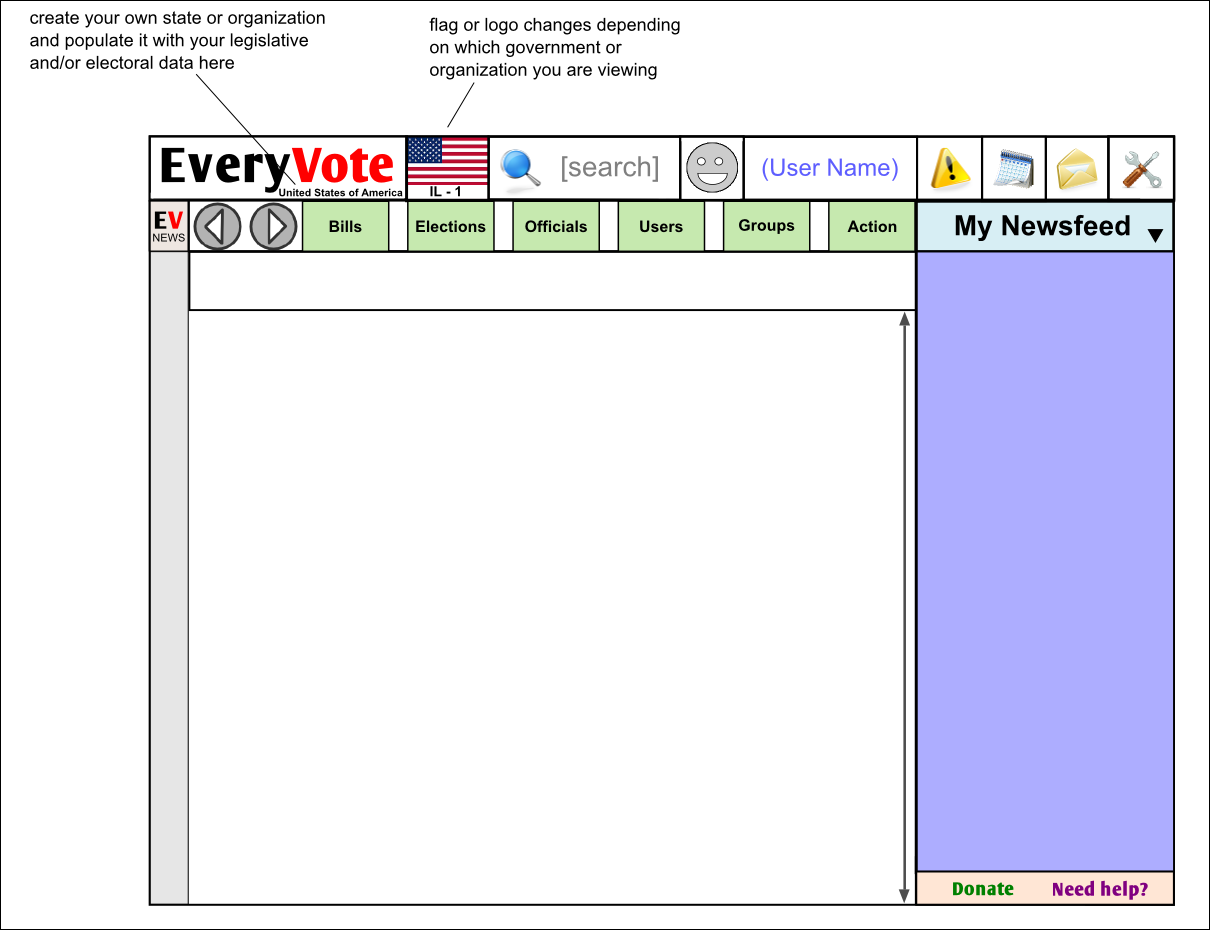 create your own state or organization
and populate it with your legislative
and/or electoral data here
flag or logo changes depending
on which government or
organization you are viewing
EveryVote
United States of America
IL - 1
[search]
(User Name)
EV
NEWS
Bills
Elections
Officials
Users
Groups
Action
My Newsfeed
Donate
Need help?